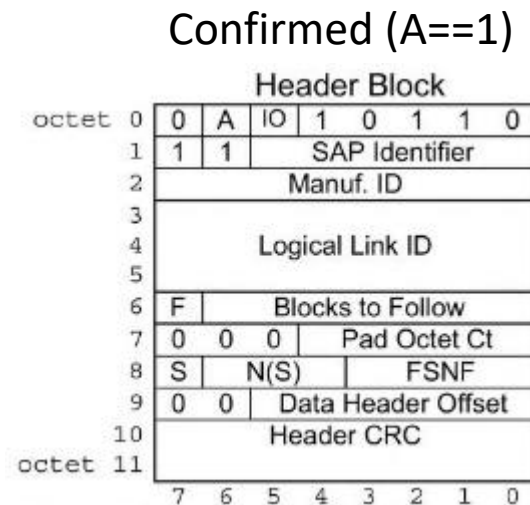 Confirmed (A==1)
Header Block
octet 0 0 A IO 1 0 1 1 0
1 1 1 SAP Identifier
2 Manuf. ID
3
4 Logical Link ID
5
6 F Blocks to Follow
7 0 0 0 Pad Octet Ct
8 S N(S) FSNF
9 0 0 Data Header Offset
10 Header CRC
octet 11
7 6 5 4 3 2 1 0